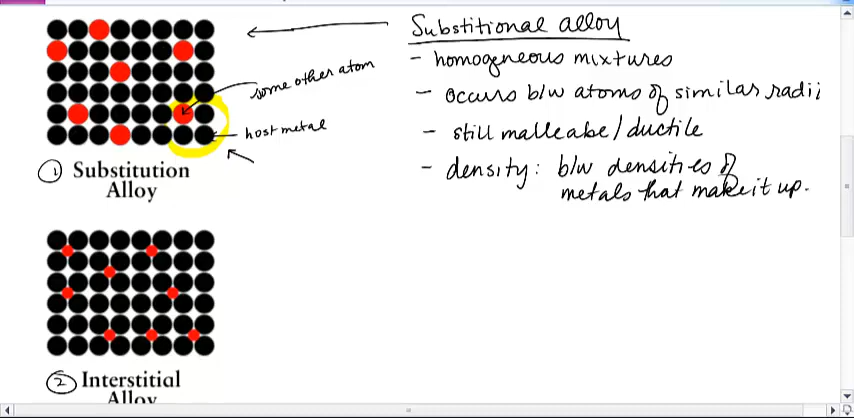 Substitional alloy
- homogeneous mixtures
- occurs b/w atoms of similar radii
- still malleabe/ductile
- density: b/w densities of
metals that make it up.
some other atom
host metal
① Substitution
Alloy
② Interstitial
Alloy